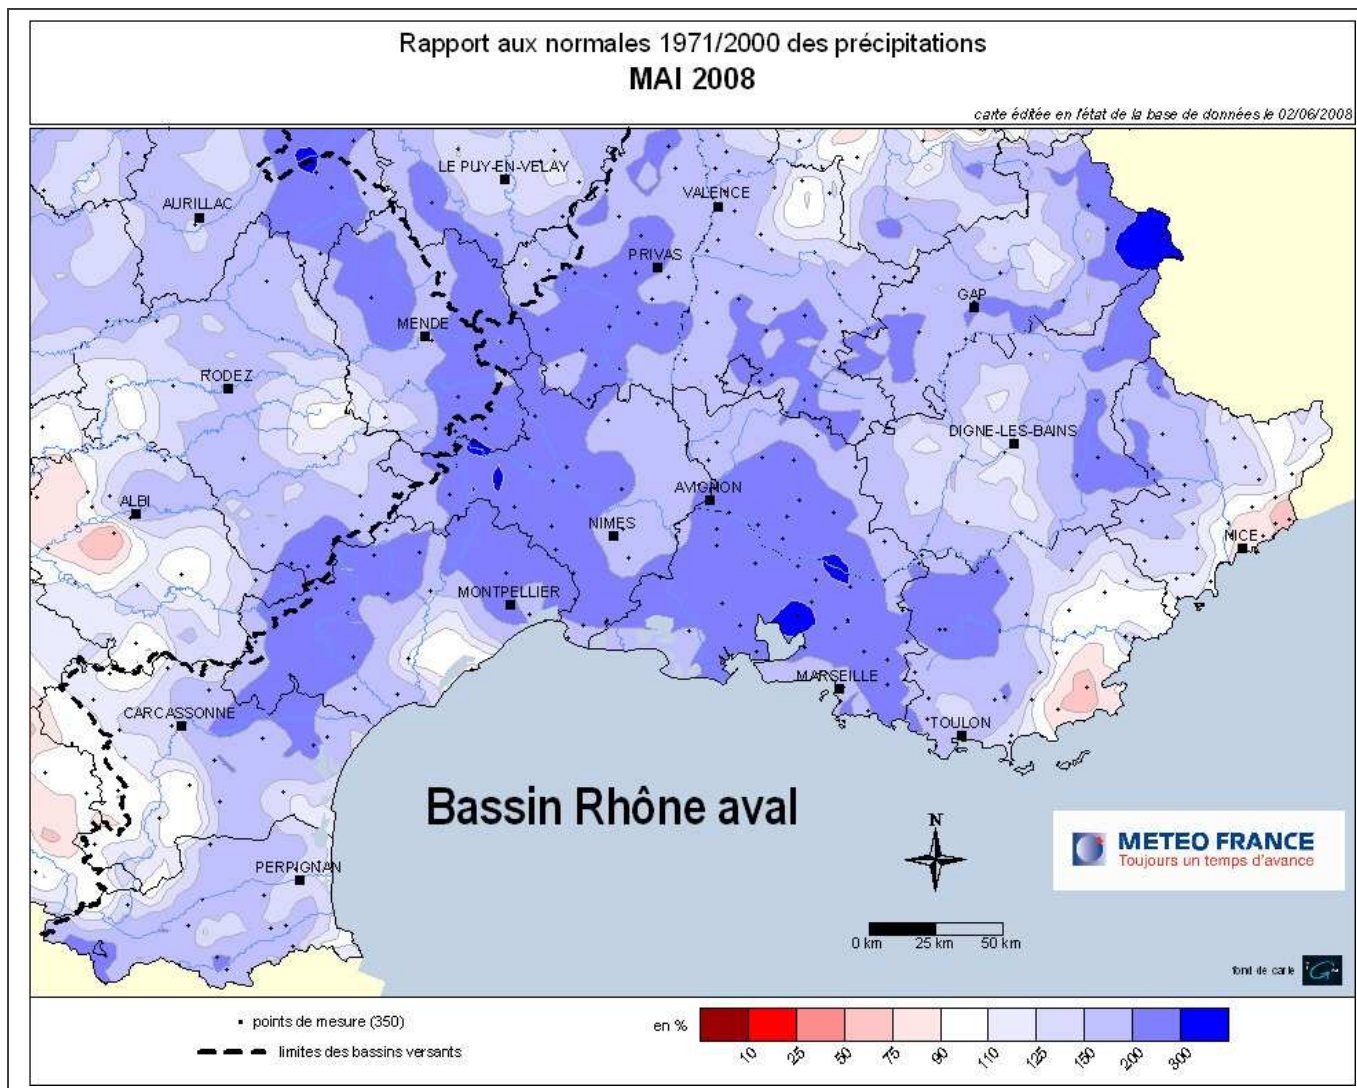 Rapport aux normales 1971/2000 des précipitations
MAI 2008
carte éditée en l'état de la base de données le 02/06/2008
LE PUY-EN-VELAY
AURILLAC
VALENCE
PRIVAS
GAP
MENDE
RODEZ
DIGNE-LES-BAINS
ALBI
AVIGNON
NIMES
NICE
MONTPELLIER
MARSEILLE
CARCASSONNE
TOULON
Bassin Rhône aval
N
METEO FRANCE
Toujours un temps d'avance
PERPIGNAN
0 km 25 km 50 km
fond de carte
points de mesure (350)
limites des bassins versants
en %
10 25 50 75 90 110 125 150 200 300